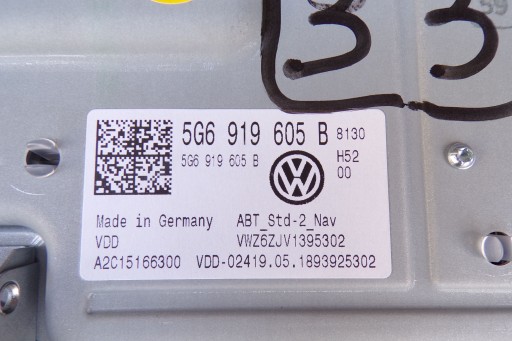 B 3
59
5G6 919 605 B 8130
5G6 919 605 B H52
00
Made in Germany ABT_Std-2_Nav
VDD VWZ6ZJV1395302
A2C15166300 VDD-02419.05.1893925302